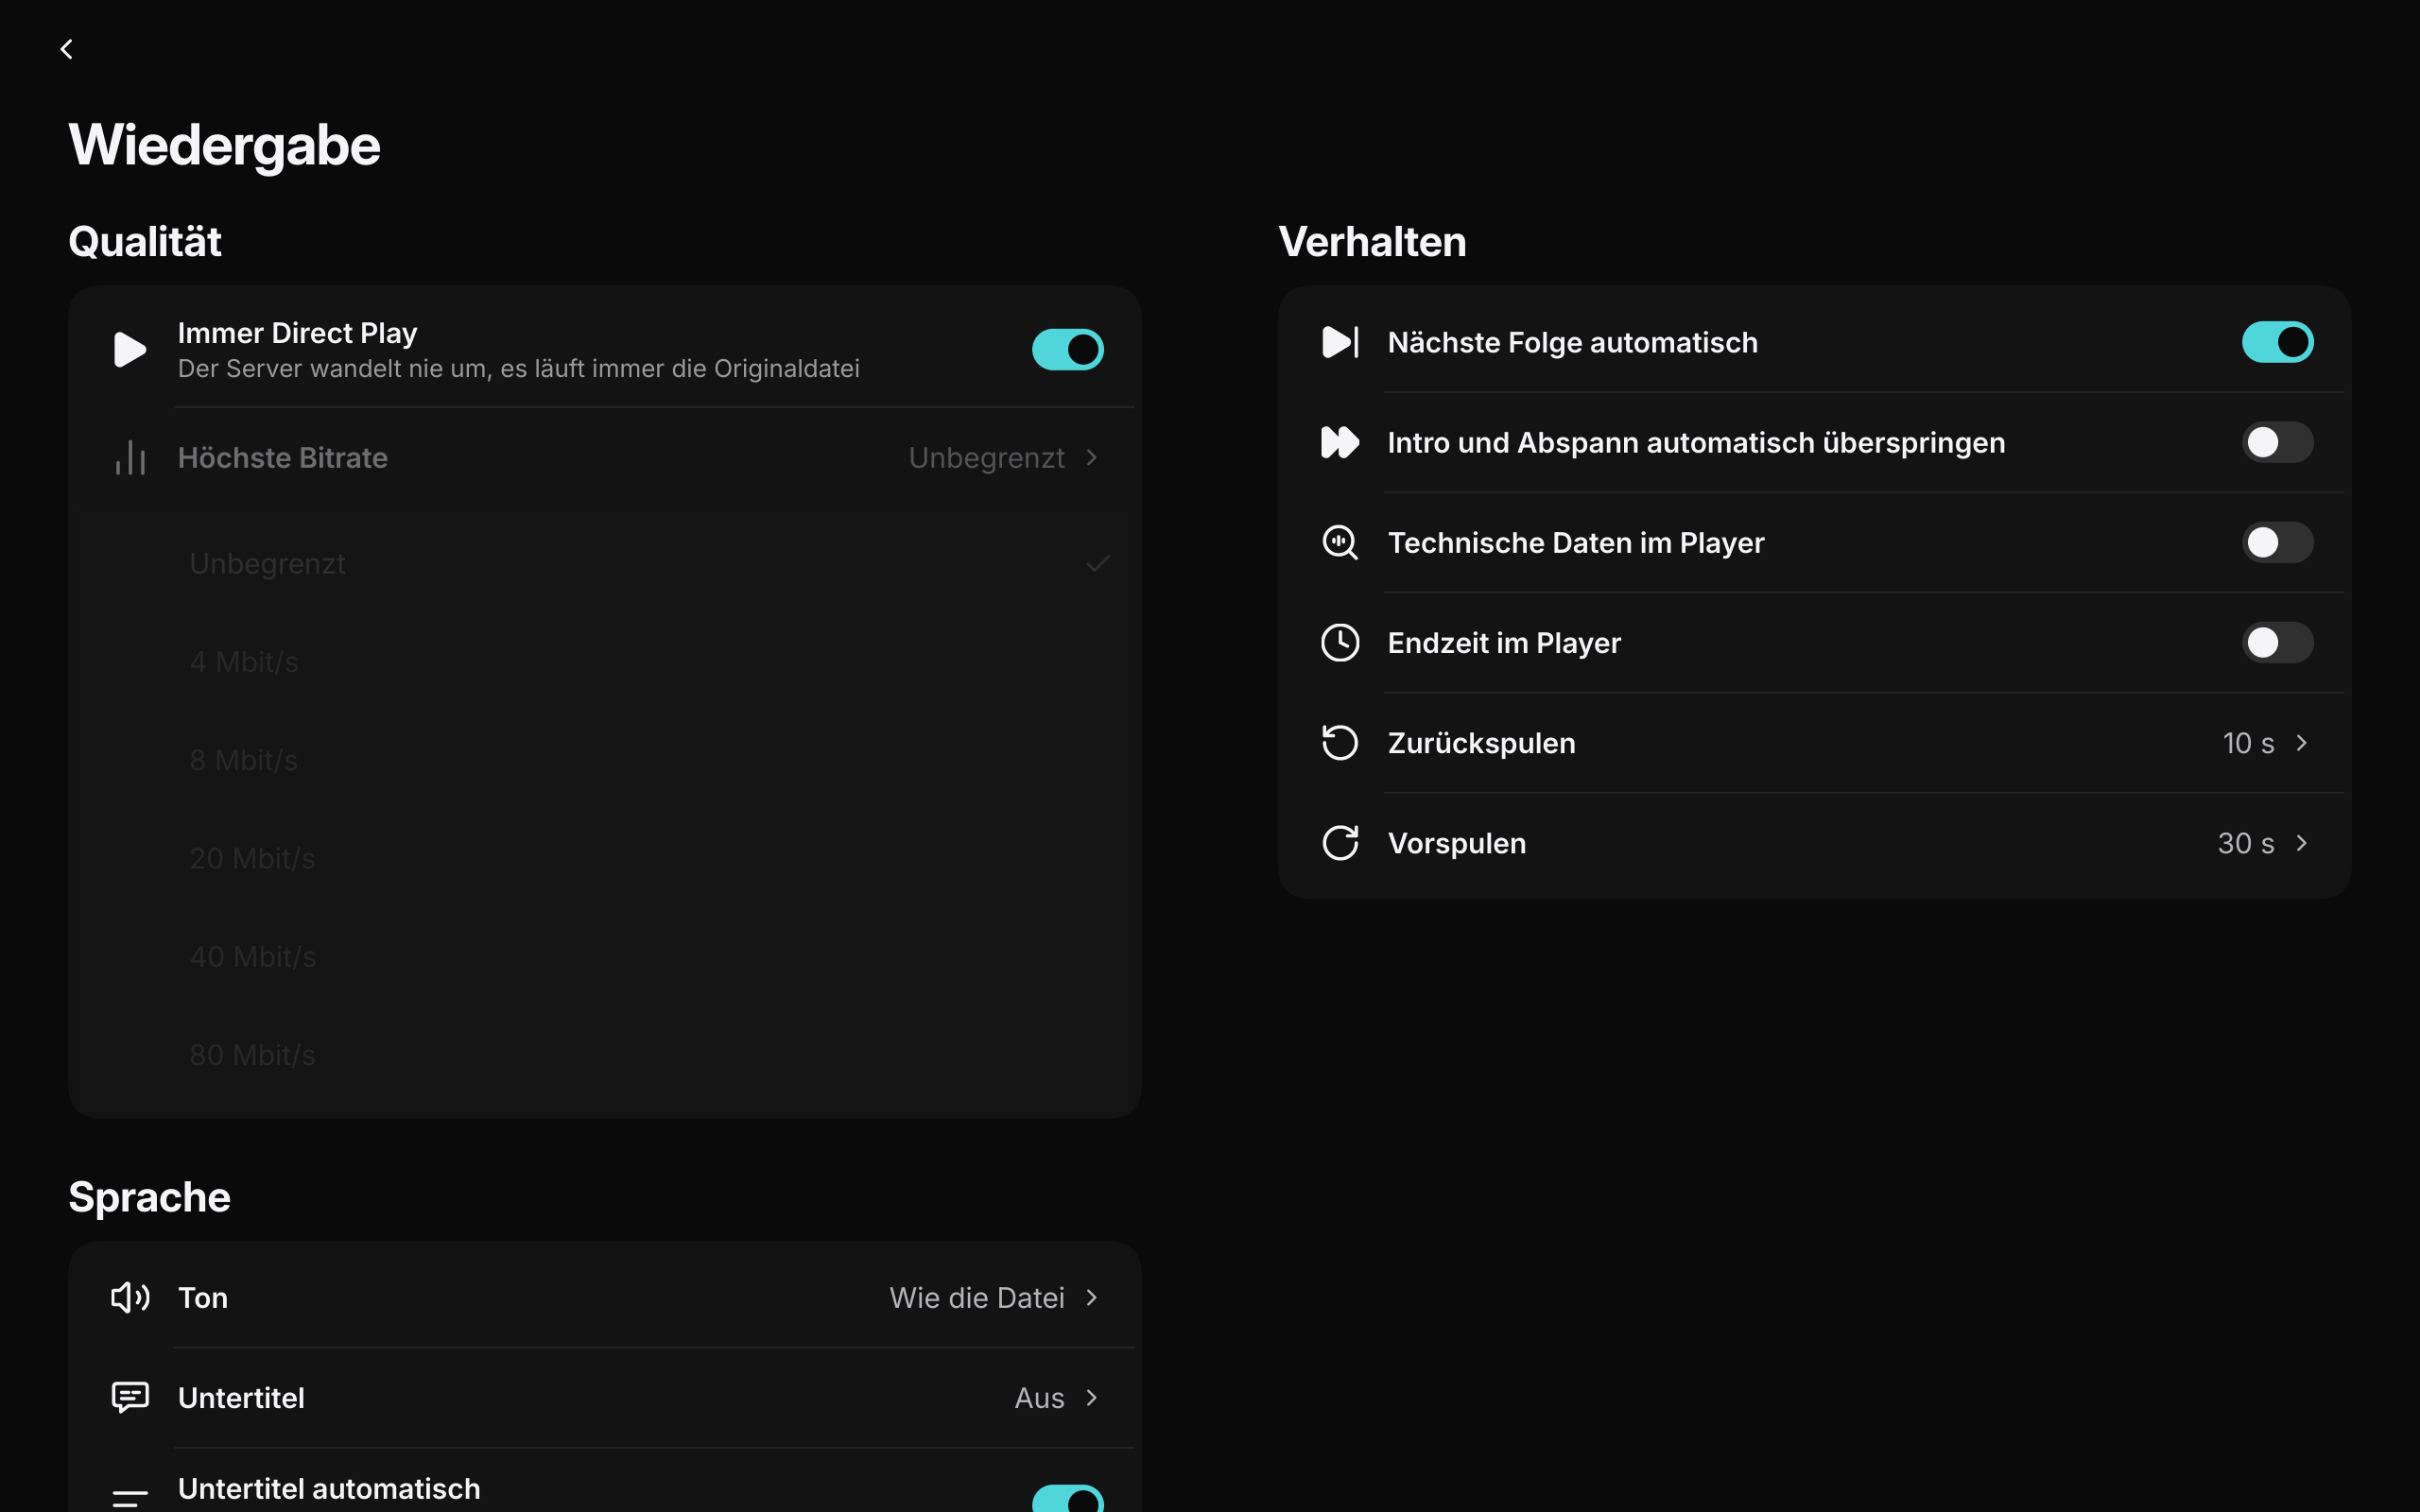 Wiedergabe
Qualität
Immer Direct Play
Der Server wandelt nie um, es läuft immer die Originaldatei
Höchste Bitrate Unbegrenzt
Unbegrenzt
4 Mbit/s
8 Mbit/s
20 Mbit/s
40 Mbit/s
80 Mbit/s
Sprache
Ton Wie die Datei
Untertitel Aus
Untertitel automatisch
Verhalten
Nächste Folge automatisch
Intro und Abspann automatisch überspringen
Technische Daten im Player
Endzeit im Player
Zurückspulen 10 s
Vorspulen 30 s